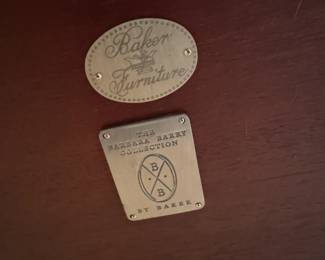 Baker
Furniture
THE
BARBARA BARRY
COLLECTION
B
B
BY BAKER